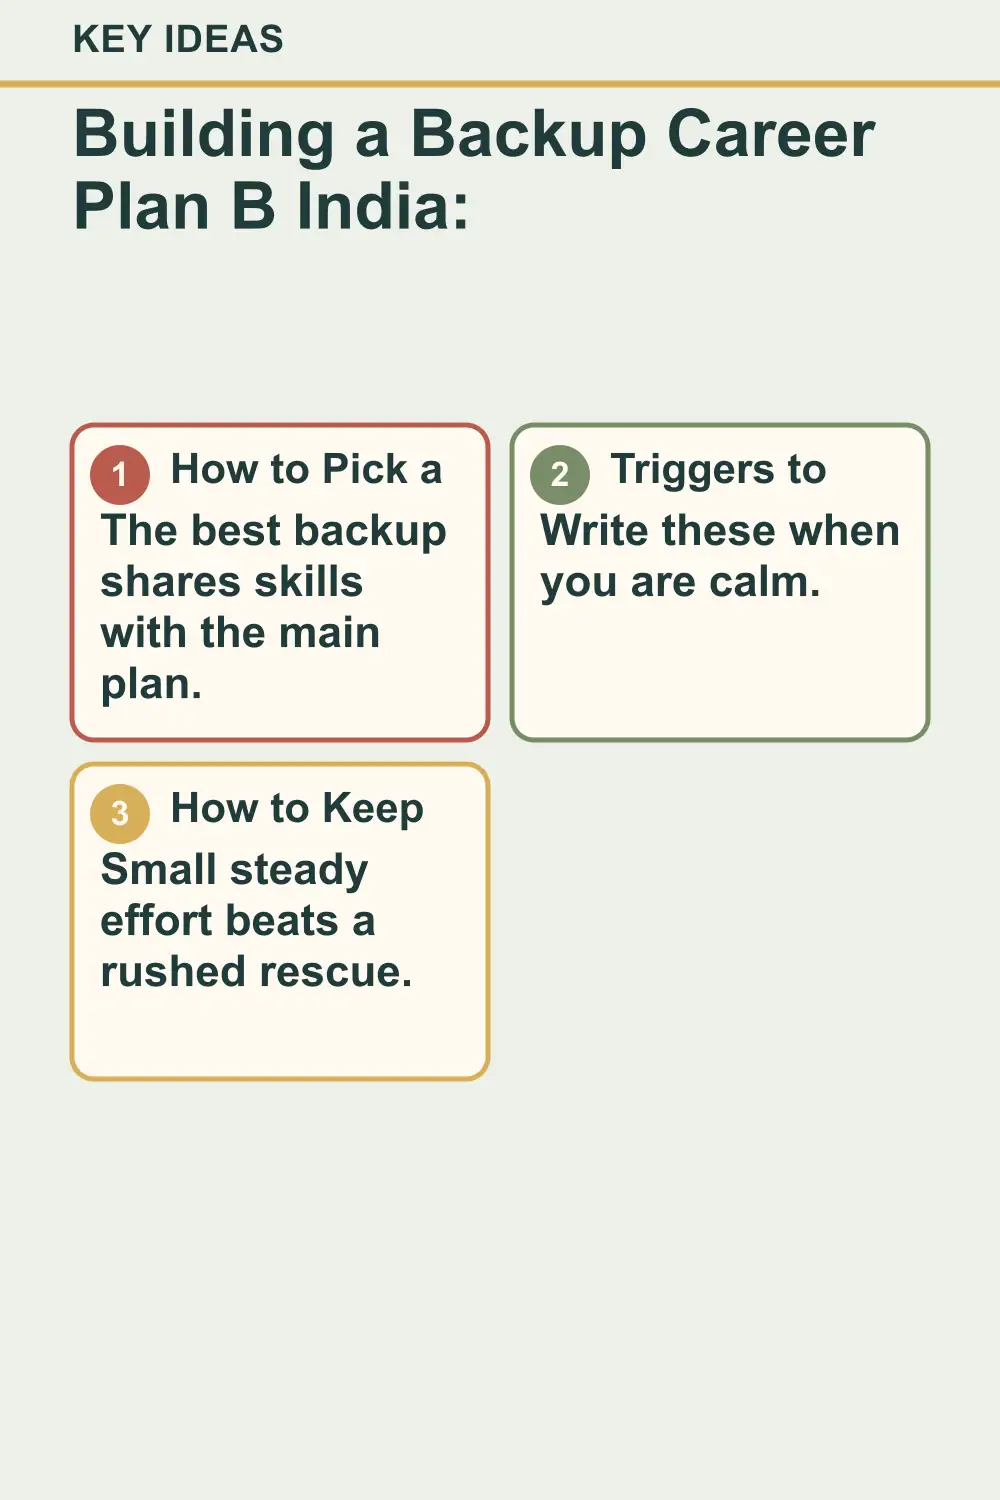 KEY IDEAS
Building a Backup Career
Plan B India:
1 How to Pick a
The best backup
shares skills
with the main
plan.
2 Triggers to
Write these when
you are calm.
3 How to Keep
Small steady
effort beats a
rushed rescue.